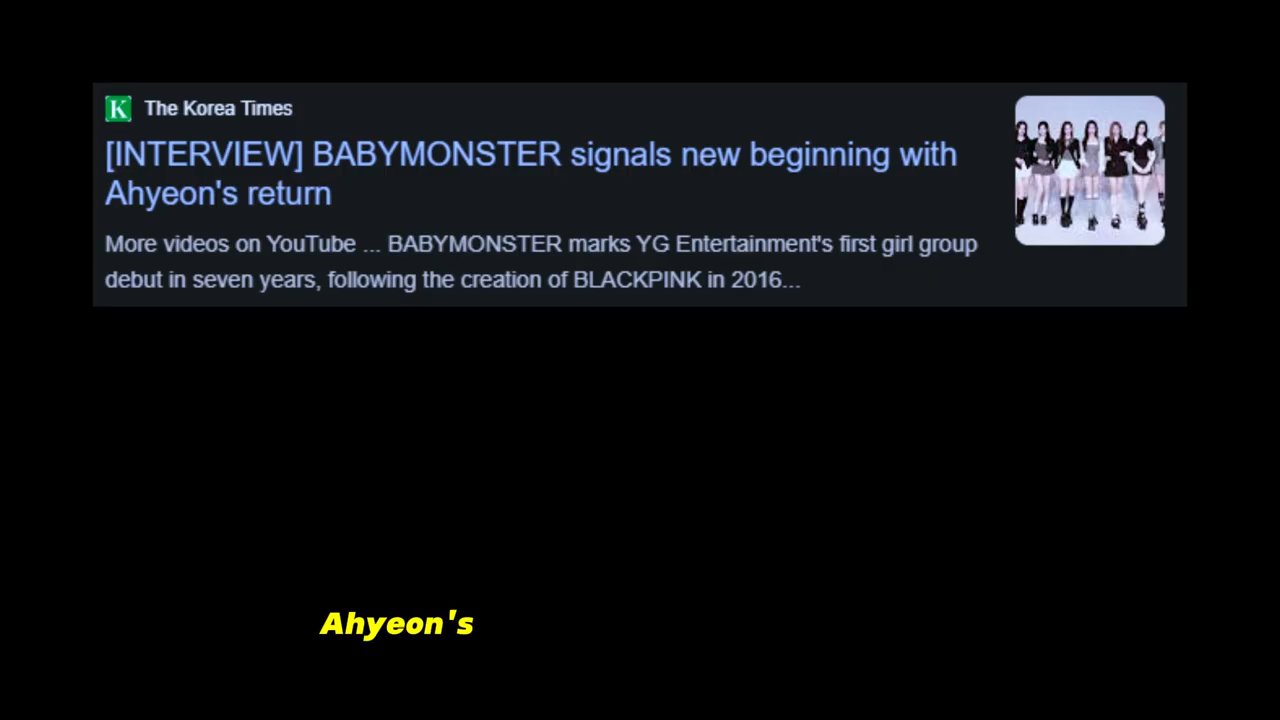 K The Korea Times
[INTERVIEW] BABYMONSTER signals new beginning with
Ahyeon's return
More videos on YouTube ... BABYMONSTER marks YG Entertainment's first girl group
debut in seven years, following the creation of BLACKPINK in 2016...
Ahyeon's